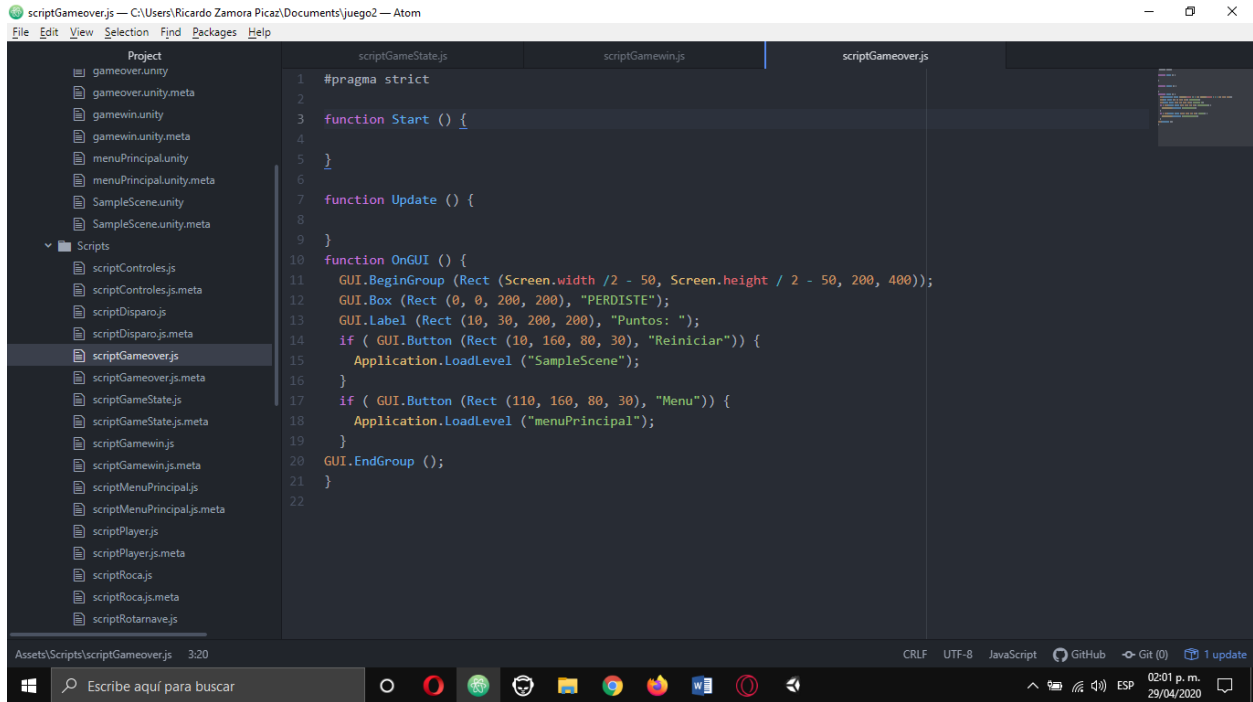 scriptGameover.js — C:\Users\Ricardo Zamora Picaz\Documents\juego2 — Atom
File Edit View Selection Find Packages Help
Project
gameover.unity
gameover.unity.meta
gamewin.unity
gamewin.unity.meta
menuPrincipal.unity
menuPrincipal.unity.meta
SampleScene.unity
SampleScene.unity.meta
Scripts
scriptControles.js
scriptControles.js.meta
scriptDisparo.js
scriptDisparo.js.meta
scriptGameover.js
scriptGameover.js.meta
scriptGameState.js
scriptGameState.js.meta
scriptGamewin.js
scriptGamewin.js.meta
scriptMenuPrincipal.js
scriptMenuPrincipal.js.meta
scriptPlayer.js
scriptPlayer.js.meta
scriptRoca.js
scriptRoca.js.meta
scriptRotarnave.js
scriptGameState.js scriptGamewin.js scriptGameover.js
1 #pragma strict
2
3 function Start () {
4
5 }
6
7 function Update () {
8
9 }
10 function OnGUI () {
11 GUI.BeginGroup (Rect (Screen.width /2 - 50, Screen.height / 2 - 50, 200, 400));
12 GUI.Box (Rect (0, 0, 200, 200), "PERDISTE");
13 GUI.Label (Rect (10, 30, 200, 200), "Puntos: ");
14 if ( GUI.Button (Rect (10, 160, 80, 30), "Reiniciar")) {
15 Application.LoadLevel ("SampleScene");
16 }
17 if ( GUI.Button (Rect (110, 160, 80, 30), "Menu")) {
18 Application.LoadLevel ("menuPrincipal");
19 }
20 GUI.EndGroup ();
21 }
22
Assets\Scripts\scriptGameover.js 3:20 CRLF UTF-8 JavaScript GitHub Git (0) 1 update
Escribe aquí para buscar ESP 02:01 p. m.
29/04/2020